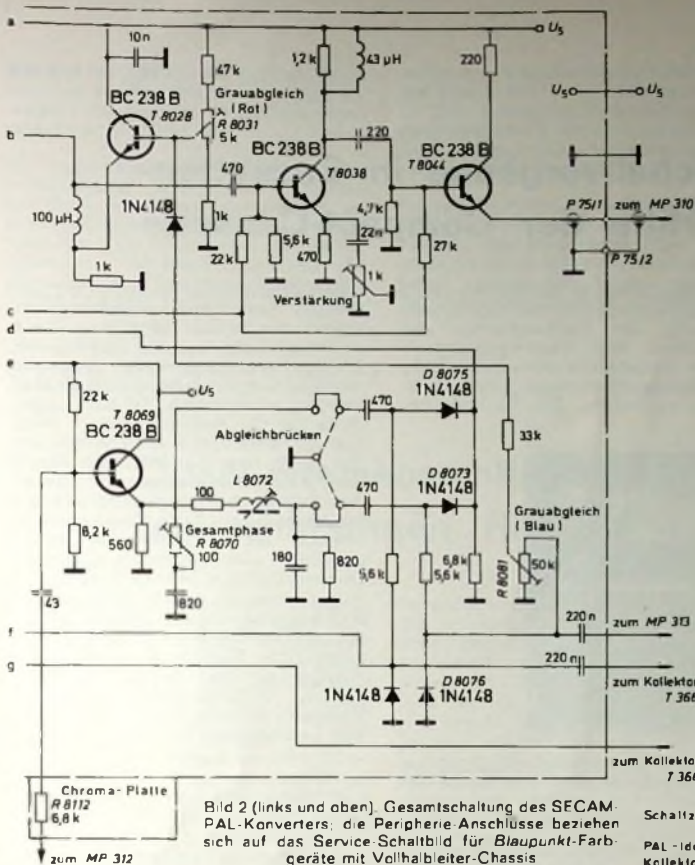 a
10n
47k
1,2k
43 µH
220
U5
U5
U5
Grauabgleich
(Rot)
R 8031
5k
BC 238 B
T 8028
b
220
BC 238 B
T 8038
BC 238 B
T 8044
470
1N4148
100 µH
1k
1k
22k
5,6k
470
22n
4,7k
27k
1k
Verstärkung
P 75/1
zum MP 310
P 75/2
c
d
e
22k
U5
T 8069
BC 238 B
D 8075
1N4148
470
Abgleichbrücken
33k
D 8073
1N4148
470
Grauabgleich
(Blau)
100
L 8072
8,2k
560
Gesamtphase
R 8070
100
180
820
5,6k
6,8k
5,6k
R 8081
50k
43
820
220n
zum MP 313
f
220n
zum Kollektor
T 366
g
1N4148
D 8076
1N4148
zum Kollektor
T 366
Chroma-Platte
R 8112
6,8k
zum MP 312
Bild 2 (links und oben). Gesamtschaltung des SECAM-
PAL-Konverters; die Peripherie-Anschlüsse beziehen
sich auf das Service-Schaltbild für Blaupunkt-Farb-
geräte mit Vollhalbleiter-Chassis